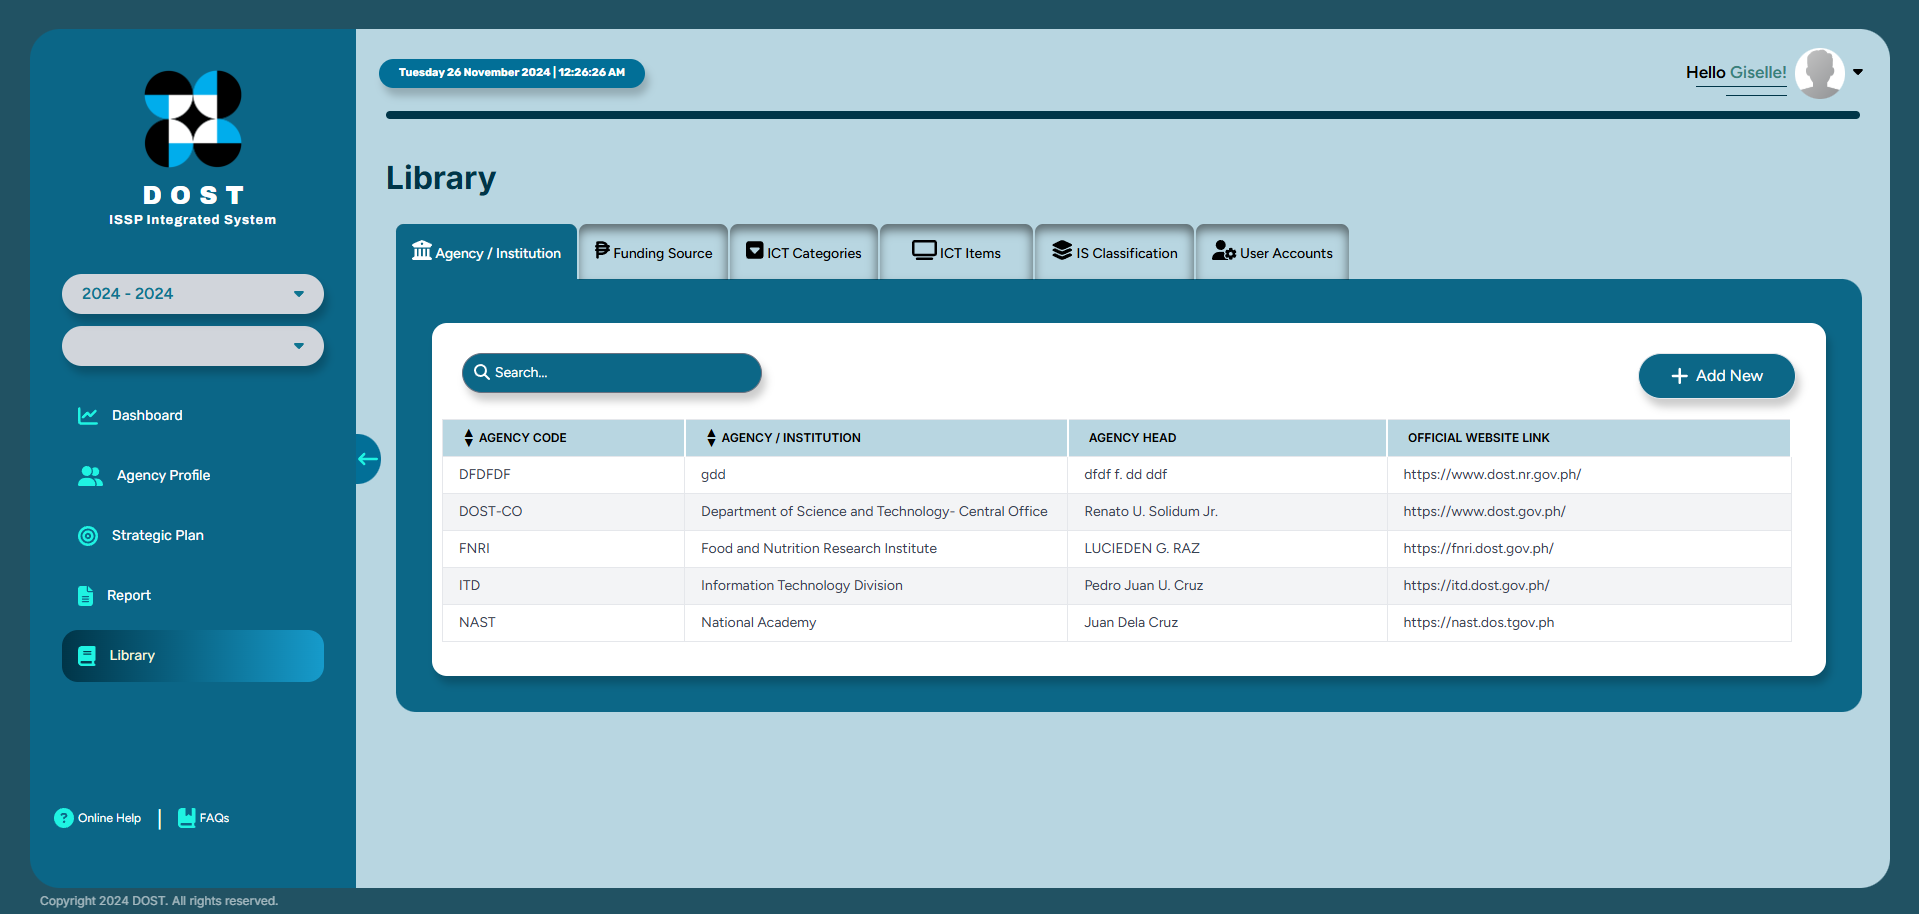 Tuesday 26 November 2024 | 12:26:26 AM
Hello Giselle!
DOST
ISSP Integrated System
Library
Agency / Institution
Funding Source
ICT Categories
ICT Items
IS Classification
User Accounts
2024 - 2024
Search...
Add New
Dashboard
Agency Profile
Strategic Plan
Report
Library
AGENCY CODE AGENCY / INSTITUTION AGENCY HEAD OFFICIAL WEBSITE LINK
DFDFDF gdd dfdf f. dd ddf https://www.dost.nr.gov.ph/
DOST-CO Department of Science and Technology- Central Office Renato U. Solidum Jr. https://www.dost.gov.ph/
FNRI Food and Nutrition Research Institute LUCIEDEN G. RAZ https://fnri.dost.gov.ph/
ITD Information Technology Division Pedro Juan U. Cruz https://itd.dost.gov.ph/
NAST National Academy Juan Dela Cruz https://nast.dos.tgov.ph
? Online Help | FAQs
Copyright 2024 DOST. All rights reserved.